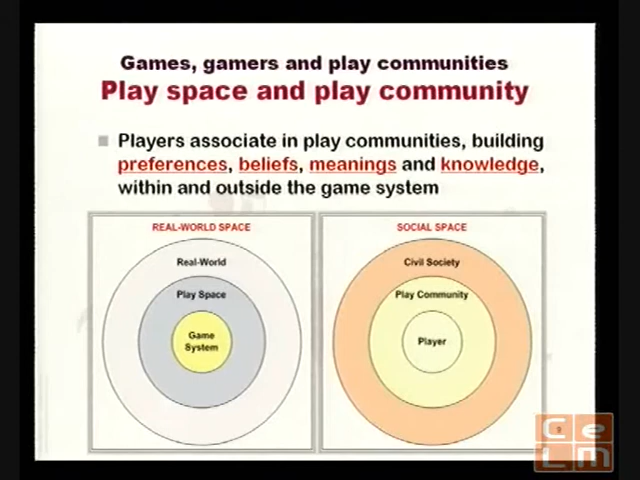 Games, gamers and play communities
Play space and play community
Players associate in play communities, building
preferences, beliefs, meanings and knowledge,
within and outside the game system
REAL-WORLD SPACE
Real-World
Play Space
Game
System
SOCIAL SPACE
Civil Society
Play Community
Player
9
CeLM